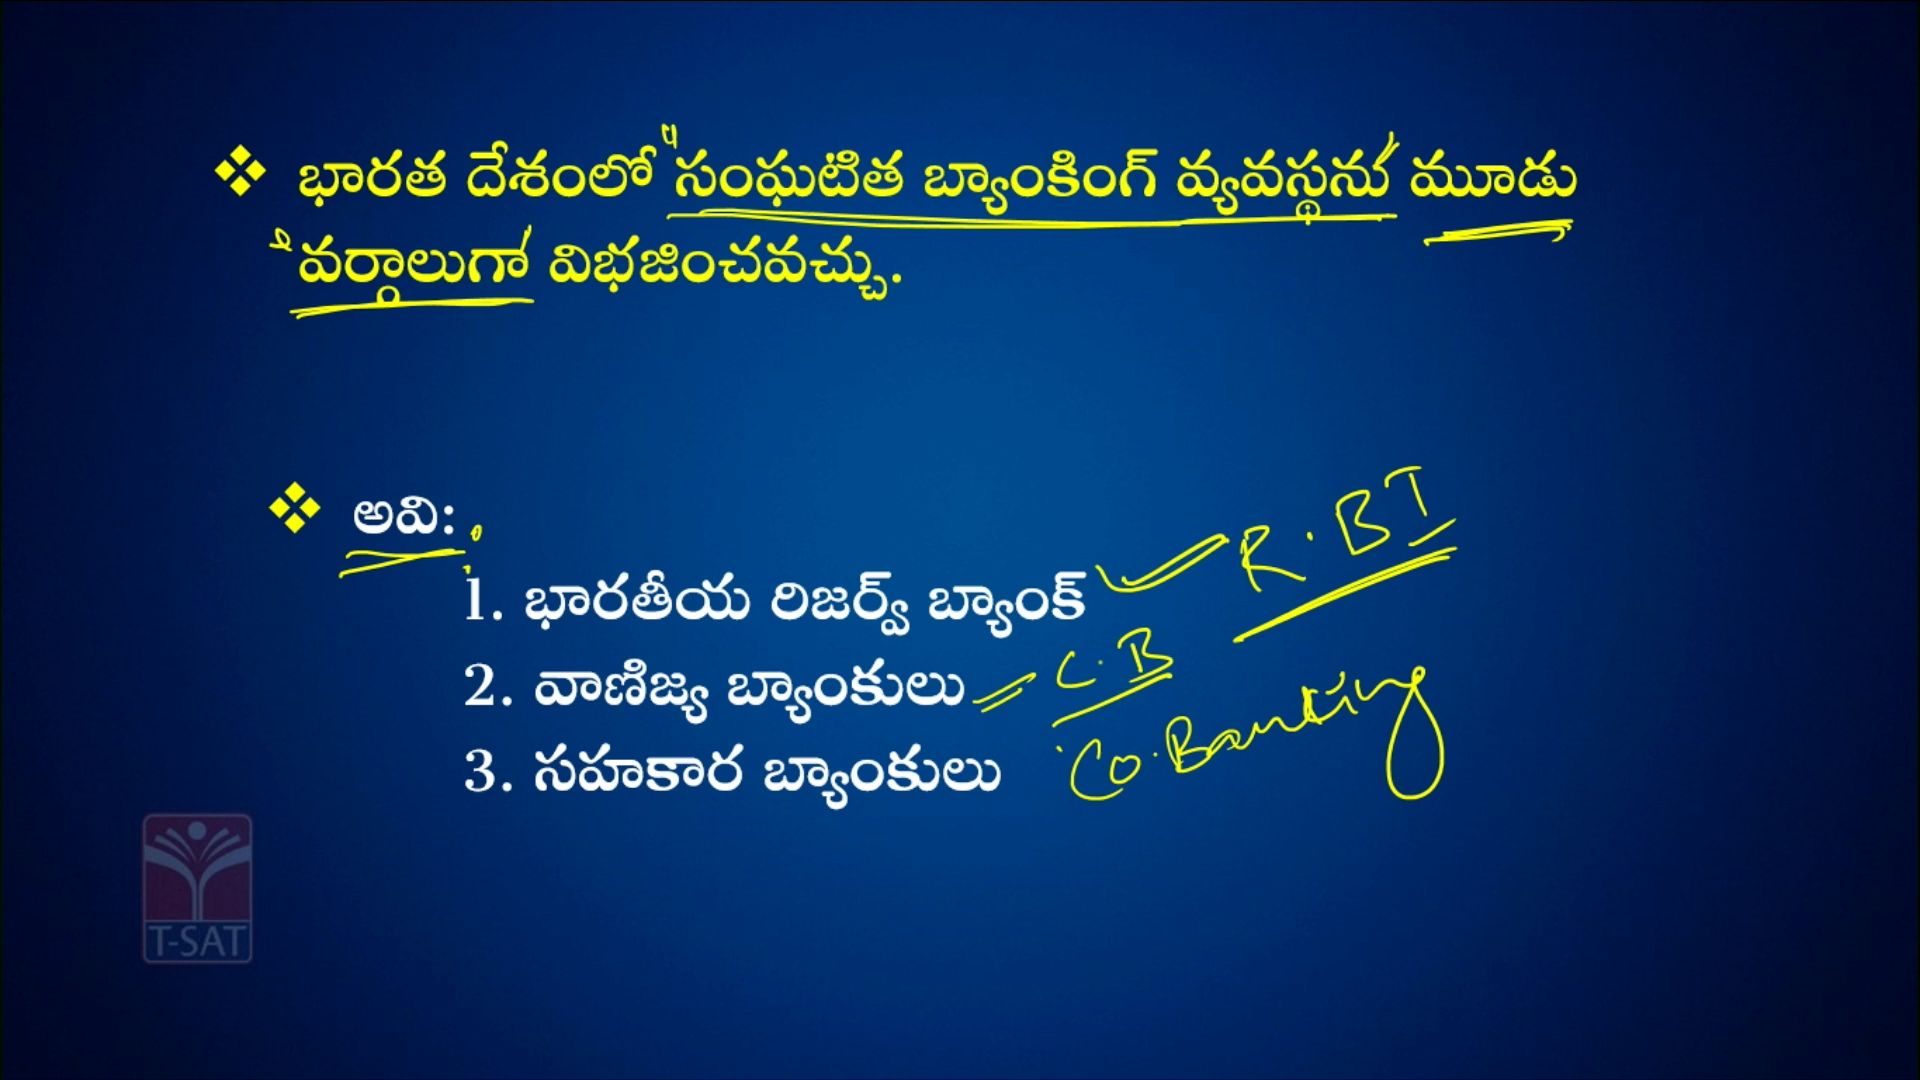 ❖ భారత దేశంలో "సంఘటిత బ్యాంకింగ్ వ్యవస్థను' మూడు
"వర్గాలుగా' విభజించవచ్చు.
❖ అవి:
R.BI
1. భారతీయ రిజర్వ్ బ్యాంక్
2. వాణిజ్య బ్యాంకులు = C.B
3. సహకార బ్యాంకులు Co.Banking
T-SAT